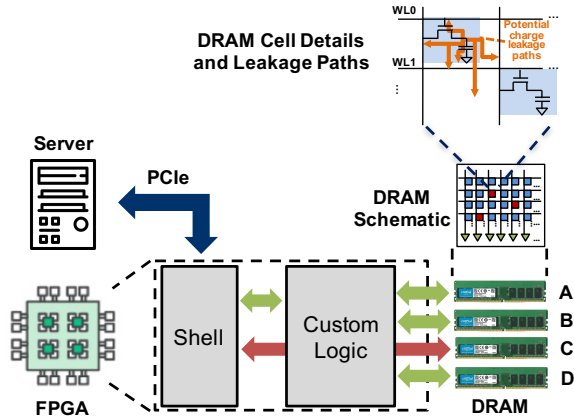 WL0
DRAM Cell Details
and Leakage Paths
Potential
charge
leakage
paths
WL1
...
...
...
Server
PCIe
DRAM
Schematic
...
...
...
...
Shell
Custom
Logic
A
B
C
D
FPGA
DRAM